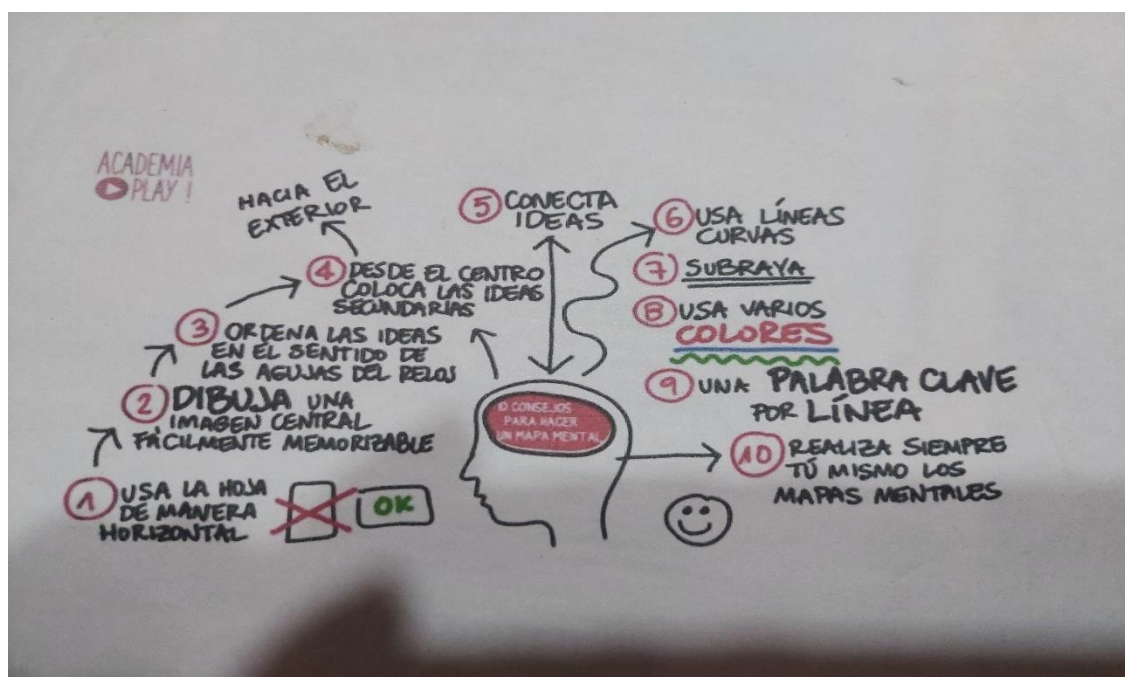 ACADEMIA
PLAY !
10 CONSEJOS
PARA HACER
UN MAPA MENTAL
1 USA LA HOJA
DE MANERA
HORIZONTAL
OK
2 DIBUJA UNA
IMAGEN CENTRAL
FÁCILMENTE MEMORIZABLE
3 ORDENA LAS IDEAS
EN EL SENTIDO DE
LAS AGUJAS DEL RELOJ
4 DESDE EL CENTRO
COLOCA LAS IDEAS
SECUNDARIAS
HACIA EL
EXTERIOR
5 CONECTA
IDEAS
6 USA LÍNEAS
CURVAS
7 SUBRAYA
8 USA VARIOS
COLORES
9 UNA PALABRA CLAVE
POR LÍNEA
10 REALIZA SIEMPRE
TÚ MISMO LOS
MAPAS MENTALES